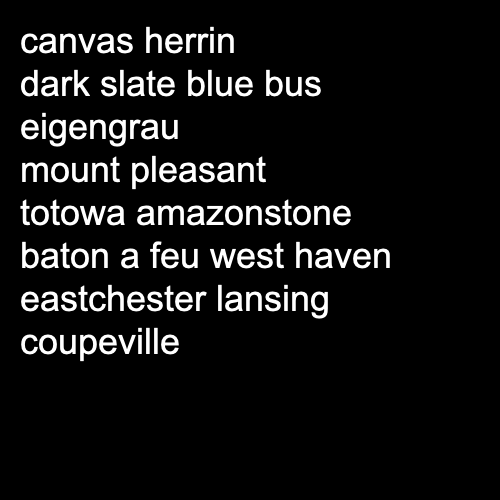 canvas herrin
dark slate blue bus
eigengrau
mount pleasant
totowa amazonstone
baton a feu west haven
eastchester lansing
coupeville